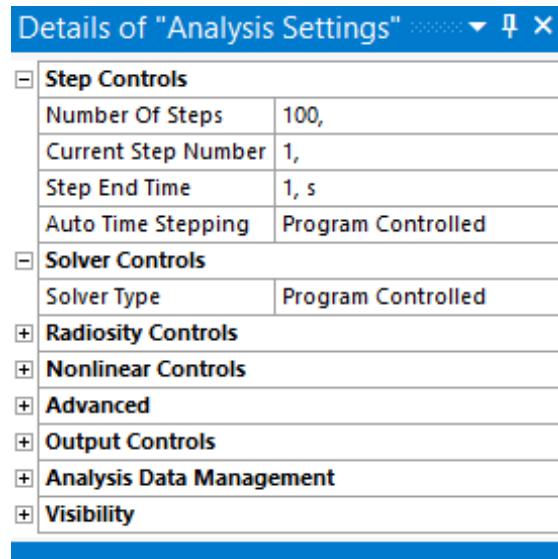 Details of "Analysis Settings"
Step Controls
Number Of Steps 100,
Current Step Number 1,
Step End Time 1, s
Auto Time Stepping Program Controlled
Solver Controls
Solver Type Program Controlled
Radiosity Controls
Nonlinear Controls
Advanced
Output Controls
Analysis Data Management
Visibility